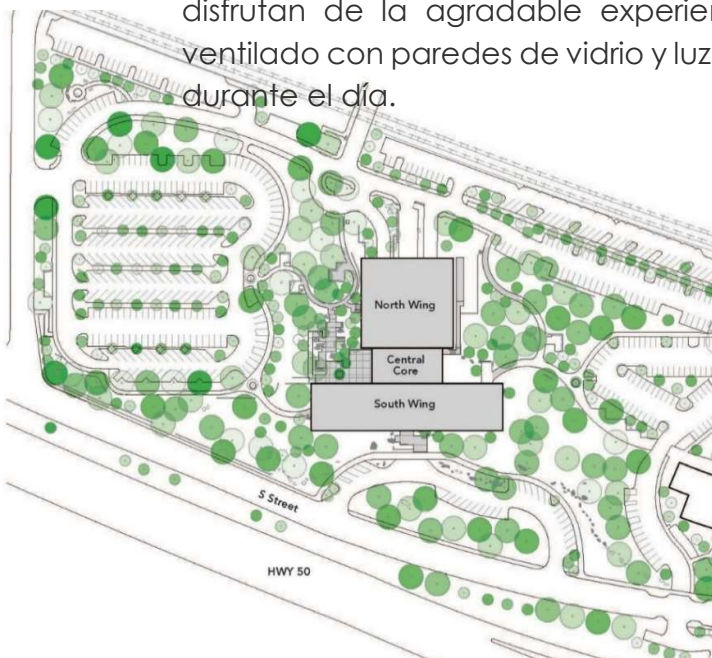 disfrutan de la agradable experien
ventilado con paredes de vidrio y luz
durante el día.
North Wing
Central
Core
South Wing
S Street
HWY 50